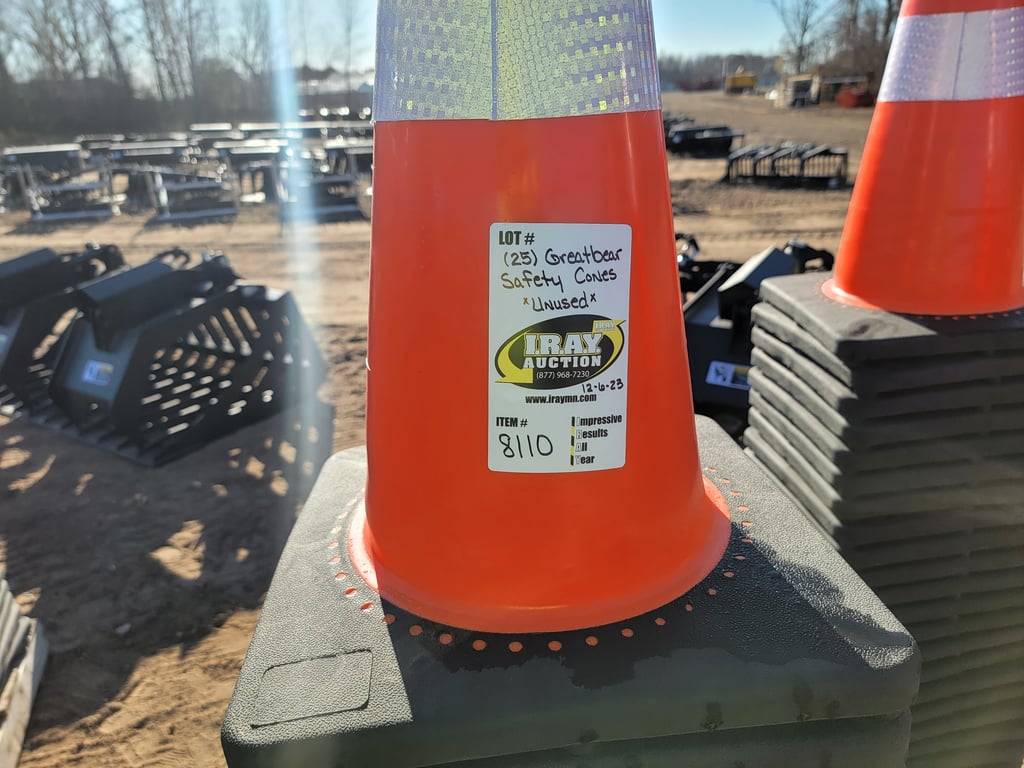 LOT #
(25) Greatbear
Safety Cones
*Unused*
I.RAY
I.R.A.Y.
AUCTION
(877) 968-7230
12-6-23
www.iraymn.com
ITEM #
8110
Impressive
Results
All
Year